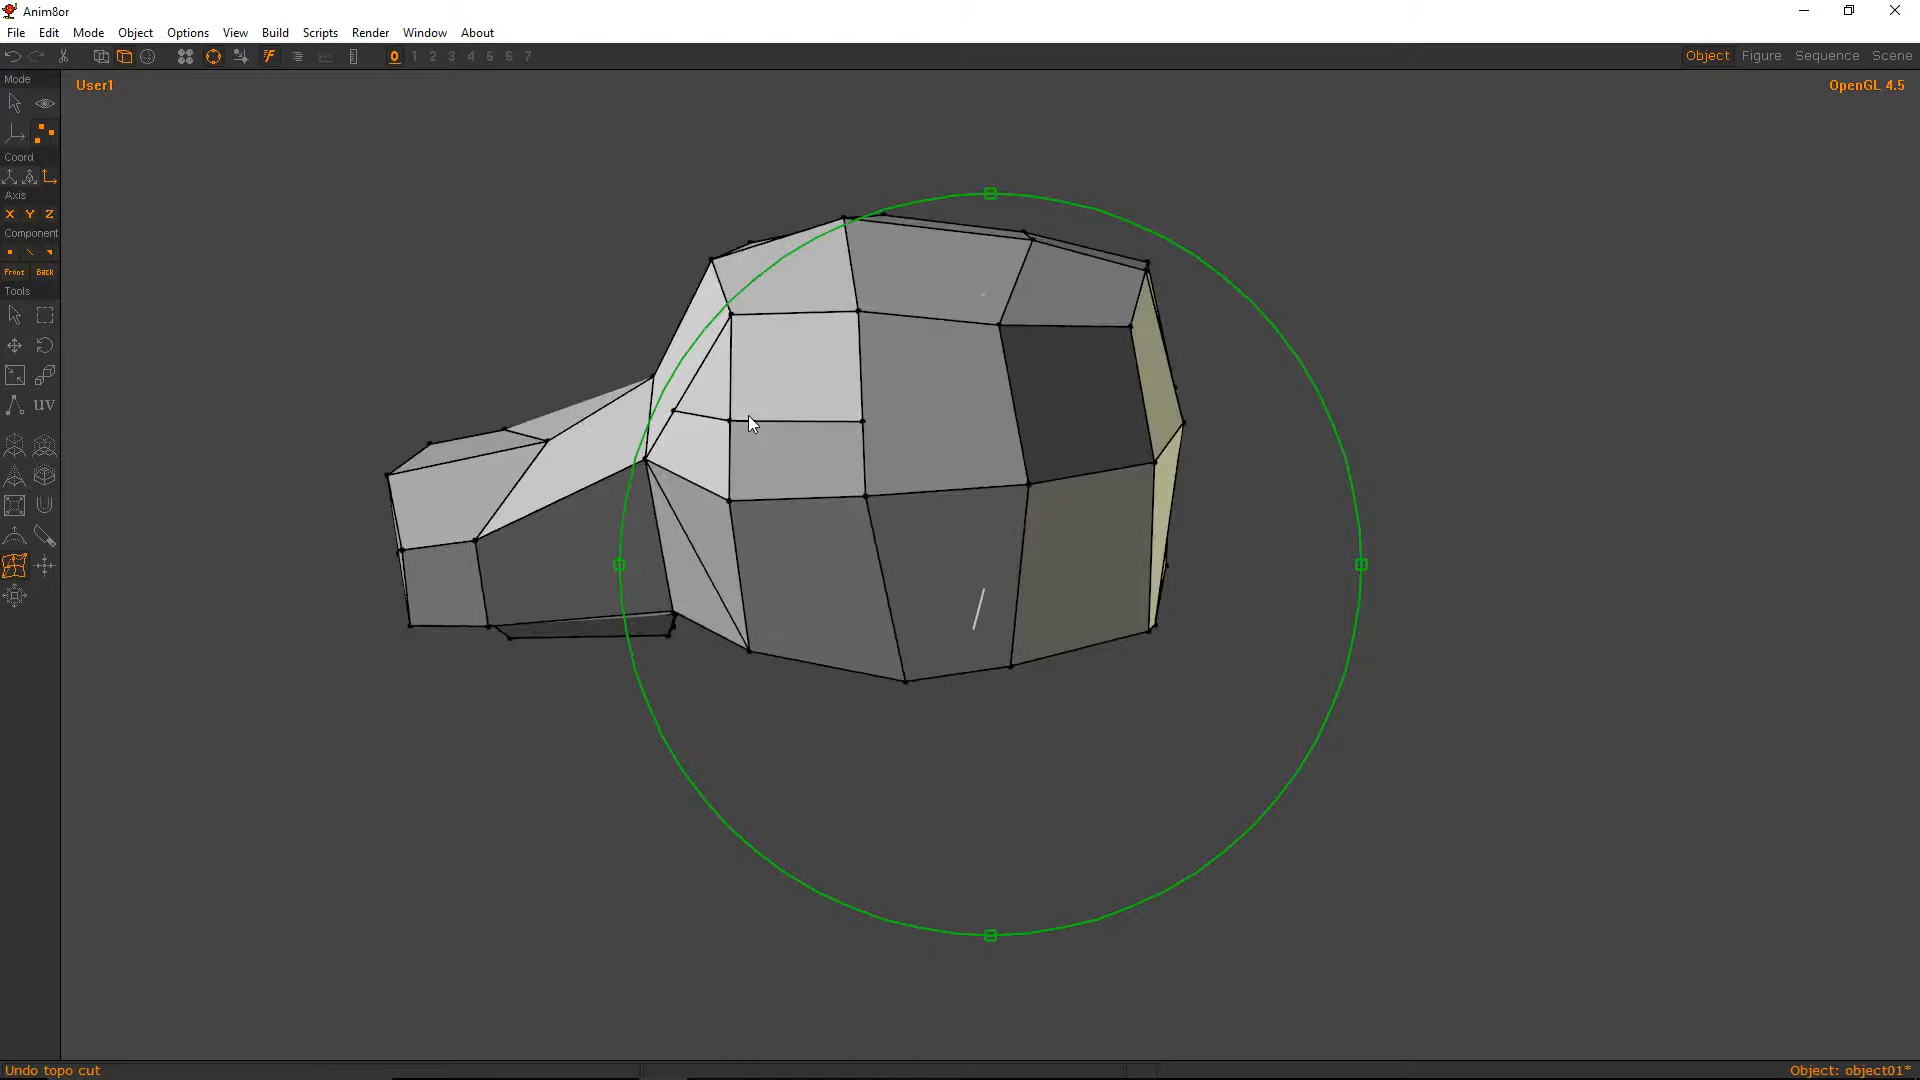 Anim8or
File Edit Mode Object Options View Build Scripts Render Window About
0 1 2 3 4 5 6 7
Object Figure Sequence Scene
Mode
User1
OpenGL 4.5
Coord
Axis
X Y Z
Component
Front Back
Tools
UV
Undo topo cut
Object: object01*